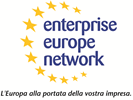 enterprise
europe
network
L'Europa alla portata della vostra impresa.